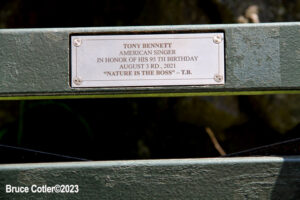 TONY BENNETT
AMERICAN SINGER
IN HONOR OF HIS 95 TH BIRTHDAY
AUGUST 3 RD , 2021
"NATURE IS THE BOSS" – T.B.
Bruce Cotler©2023